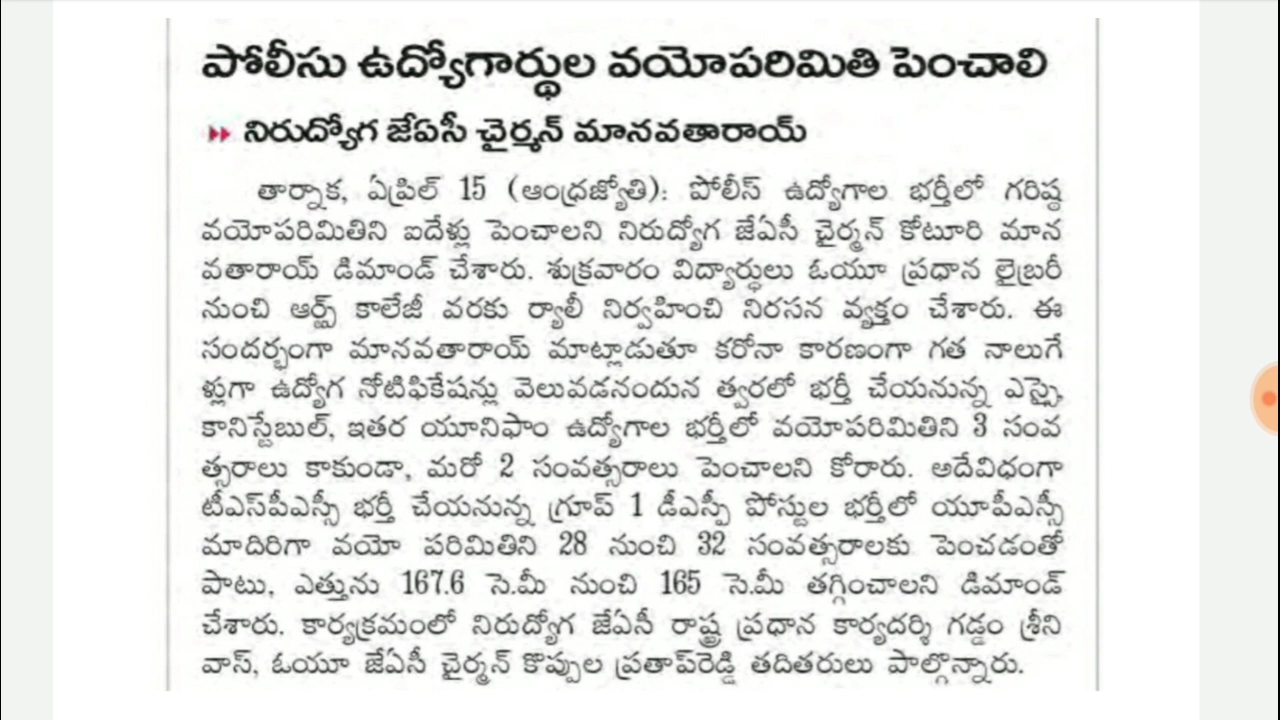 పోలీసు ఉద్యోగార్థుల వయోపరిమితి పెంచాలి
నిరుద్యోగ జేఏసీ చైర్మన్ మానవతారాయ్
తార్నాక, ఏప్రిల్ 15 (ఆంధ్రజ్యోతి): పోలీస్ ఉద్యోగాల భర్తీలో గరిష్ఠ
వయోపరిమితిని ఐదేళ్లు పెంచాలని నిరుద్యోగ జేఏసీ చైర్మన్ కోటూరి మాన
వతారాయ్ డిమాండ్ చేశారు. శుక్రవారం విద్యార్థులు ఓయూ ప్రధాన లైబ్రరీ
నుంచి ఆర్ట్స్ కాలేజీ వరకు ర్యాలీ నిర్వహించి నిరసన వ్యక్తం చేశారు. ఈ
సందర్భంగా మానవతారాయ్ మాట్లాడుతూ కరోనా కారణంగా గత నాలుగే
ళ్లుగా ఉద్యోగ నోటిఫికేషన్లు వెలువడనందున త్వరలో భర్తీ చేయనున్న ఎస్సై,
కానిస్టేబుల్, ఇతర యూనిఫాం ఉద్యోగాల భర్తీలో వయోపరిమితిని 3 సంవ
త్సరాలు కాకుండా, మరో 2 సంవత్సరాలు పెంచాలని కోరారు. అదేవిధంగా
టీఎస్‌పీఎస్సీ భర్తీ చేయనున్న గ్రూప్ 1 డీఎస్పీ పోస్టుల భర్తీలో యూపీఎస్సీ
మాదిరిగా వయో పరిమితిని 28 నుంచి 32 సంవత్సరాలకు పెంచడంతో
పాటు, ఎత్తును 167.6 సె.మీ నుంచి 165 సె.మీ తగ్గించాలని డిమాండ్
చేశారు. కార్యక్రమంలో నిరుద్యోగ జేఏసీ రాష్ట్ర ప్రధాన కార్యదర్శి గడ్డం శ్రీని
వాస్, ఓయూ జేఏసీ చైర్మన్ కొప్పుల ప్రతాప్‌రెడ్డి తదితరులు పాల్గొన్నారు.